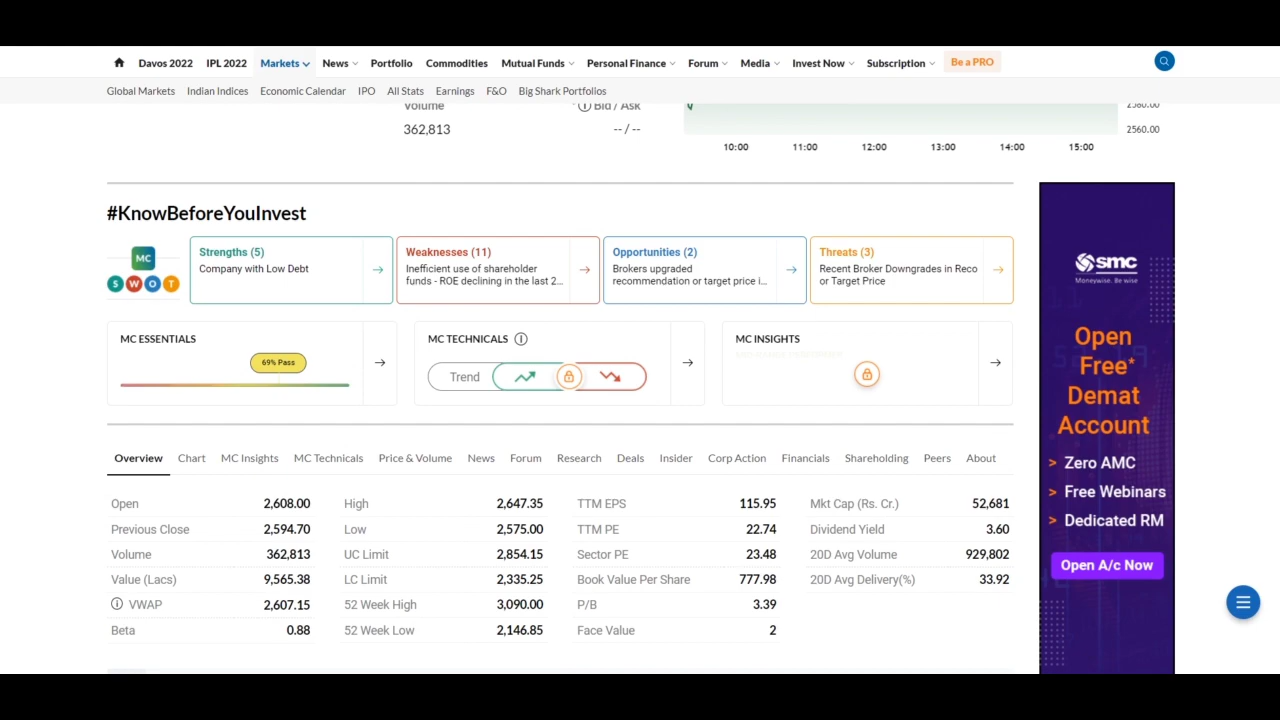 Davos 2022 IPL 2022 Markets News Portfolio Commodities Mutual Funds Personal Finance Forum Media Invest Now Subscription Be a PRO
Global Markets Indian Indices Economic Calendar IPO All Stats Earnings F&O Big Shark Portfolios
Volume Bid / Ask
362,813 -- / --
2580.00
2560.00
10:00 11:00 12:00 13:00 14:00 15:00
#KnowBeforeYouInvest
MC
S W O T
Strengths (5)
Company with Low Debt
Weaknesses (11)
Inefficient use of shareholder
funds - ROE declining in the last 2...
Opportunities (2)
Brokers upgraded
recommendation or target price i...
Threats (3)
Recent Broker Downgrades in Reco
or Target Price
MC ESSENTIALS
69% Pass
MC TECHNICALS
Trend
MC INSIGHTS
Overview Chart MC Insights MC Technicals Price & Volume News Forum Research Deals Insider Corp Action Financials Shareholding Peers About
Open 2,608.00 High 2,647.35 TTM EPS 115.95 Mkt Cap (Rs. Cr.) 52,681
Previous Close 2,594.70 Low 2,575.00 TTM PE 22.74 Dividend Yield 3.60
Volume 362,813 UC Limit 2,854.15 Sector PE 23.48 20D Avg Volume 929,802
Value (Lacs) 9,565.38 LC Limit 2,335.25 Book Value Per Share 777.98 20D Avg Delivery(%) 33.92
VWAP 2,607.15 52 Week High 3,090.00 P/B 3.39
Beta 0.88 52 Week Low 2,146.85 Face Value 2
smc
Moneywise. Be wise
Open
Free*
Demat
Account
> Zero AMC
> Free Webinars
> Dedicated RM
Open A/c Now